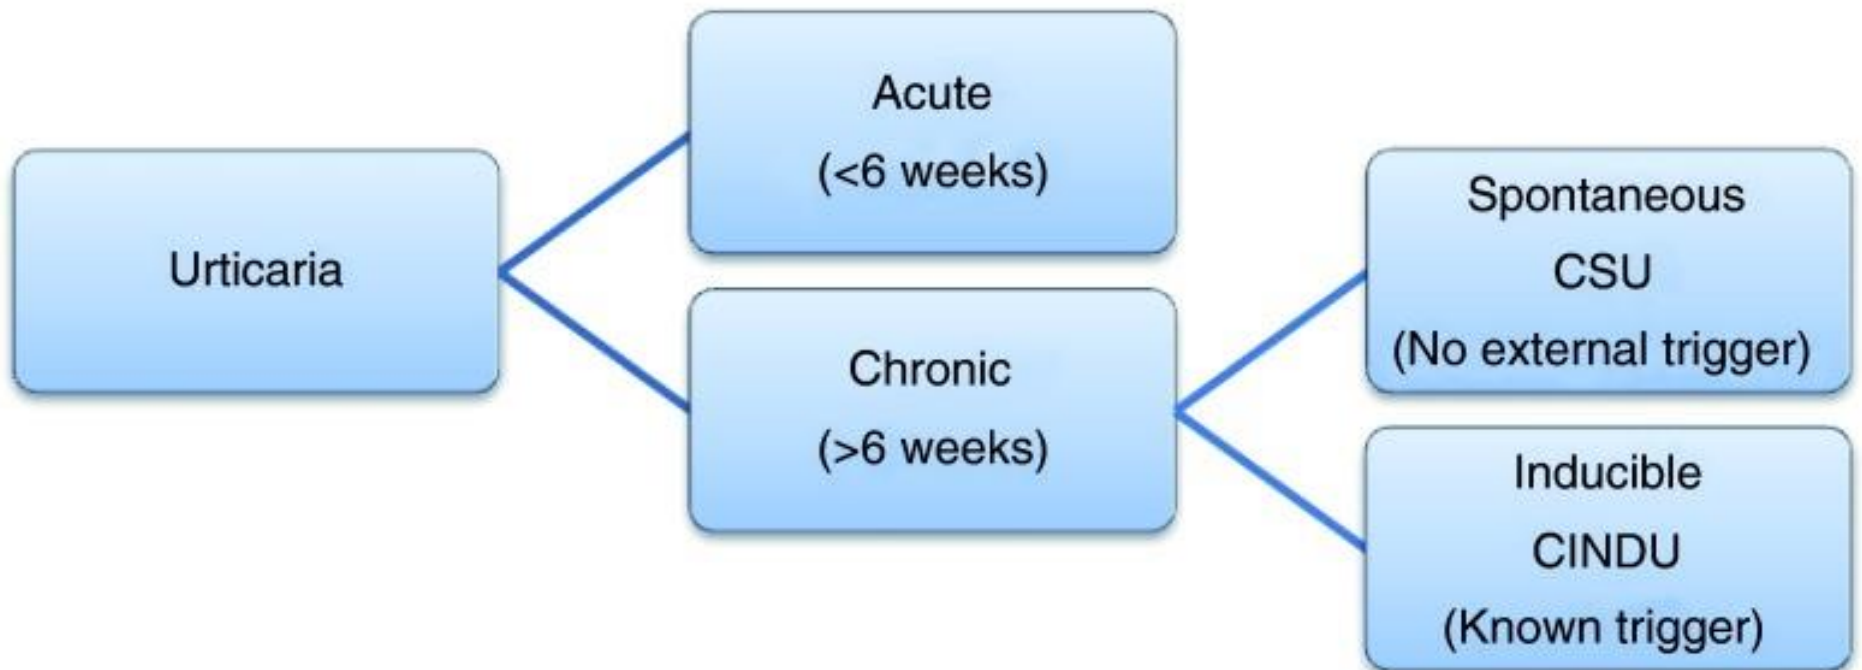 Urticaria
Acute
(<6 weeks)
Chronic
(>6 weeks)
Spontaneous
CSU
(No external trigger)
Inducible
CINDU
(Known trigger)